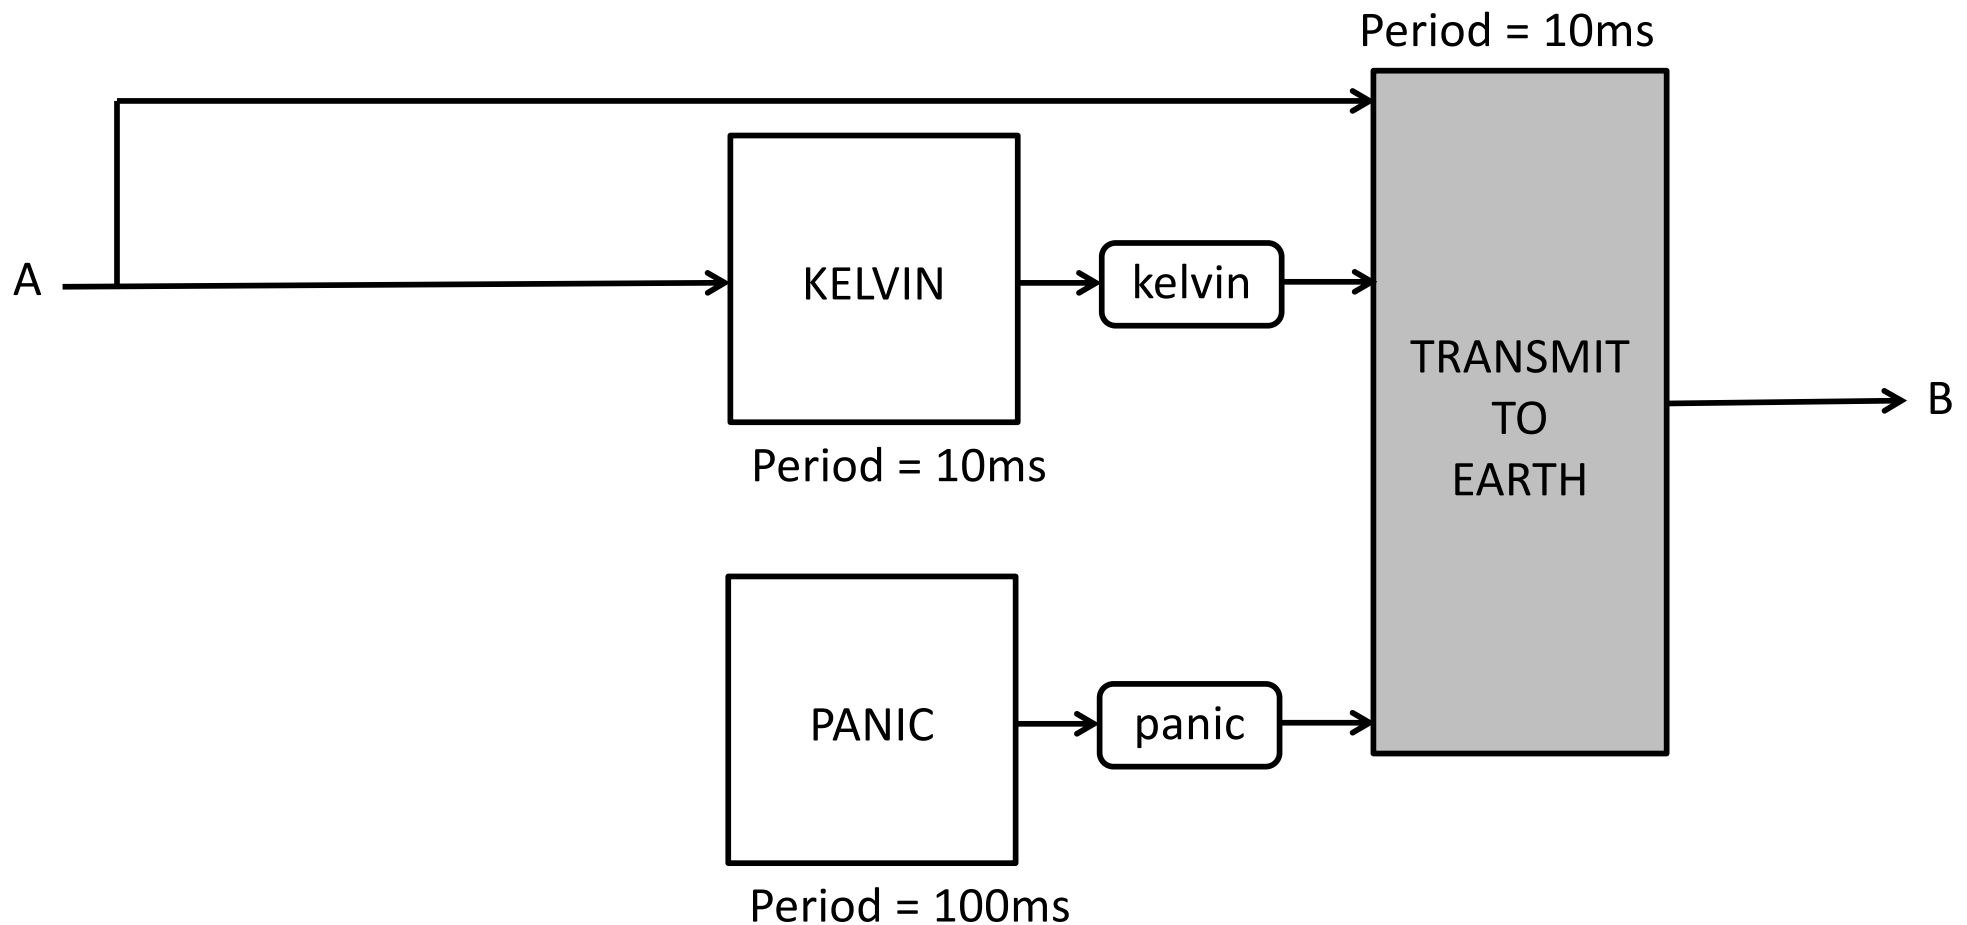 Period = 10ms
A
KELVIN
kelvin
TRANSMIT
TO
EARTH
B
Period = 10ms
PANIC
panic
Period = 100ms